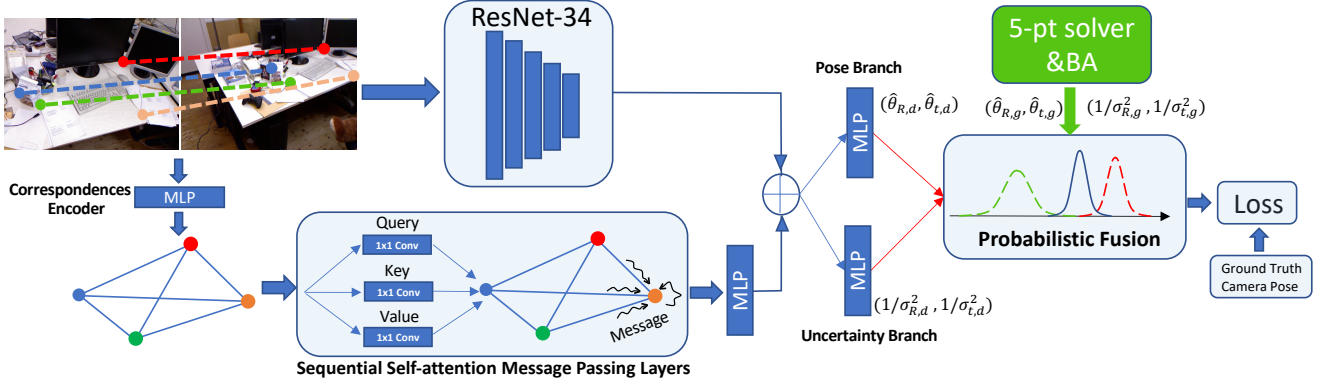 ResNet-34
5-pt solver
&BA
Pose Branch
(θ̂_{R,d}, θ̂_{t,d})
(θ̂_{R,g}, θ̂_{t,g})
(1/σ²_{R,g}, 1/σ²_{t,g})
MLP
Correspondences
Encoder
MLP
Query
1x1 Conv
Key
1x1 Conv
Value
1x1 Conv
Message
Sequential Self-attention Message Passing Layers
MLP
MLP
(1/σ²_{R,d}, 1/σ²_{t,d})
Uncertainty Branch
Probabilistic Fusion
Loss
Ground Truth
Camera Pose